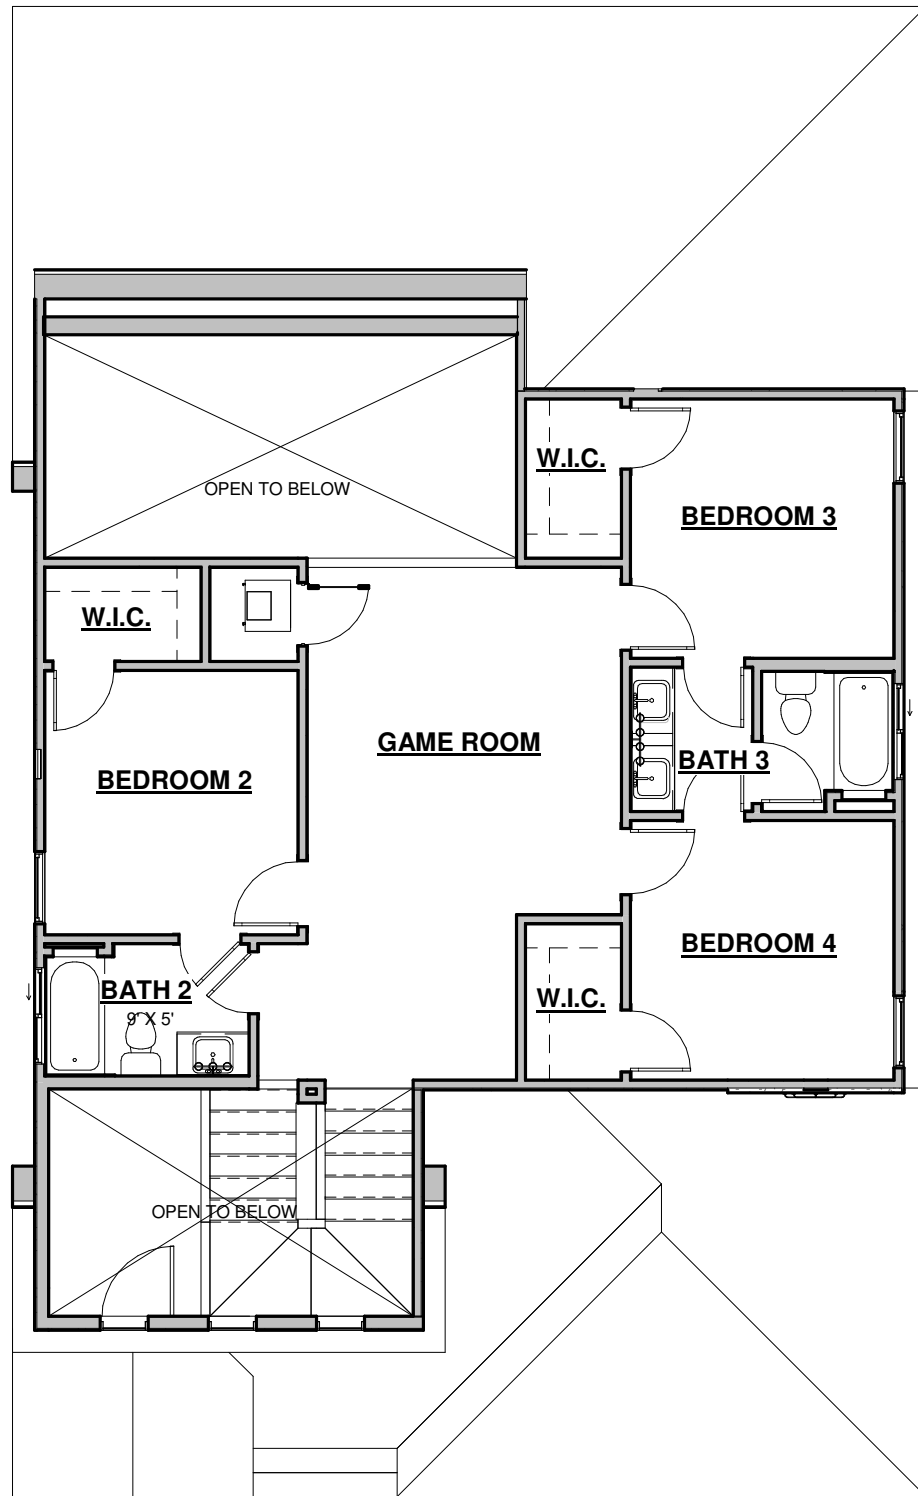 W.I.C.
OPEN TO BELOW
BEDROOM 3
W.I.C.
GAME ROOM
BATH 3
BEDROOM 2
BEDROOM 4
BATH 2
9' X 5'
W.I.C.
OPEN TO BELOW